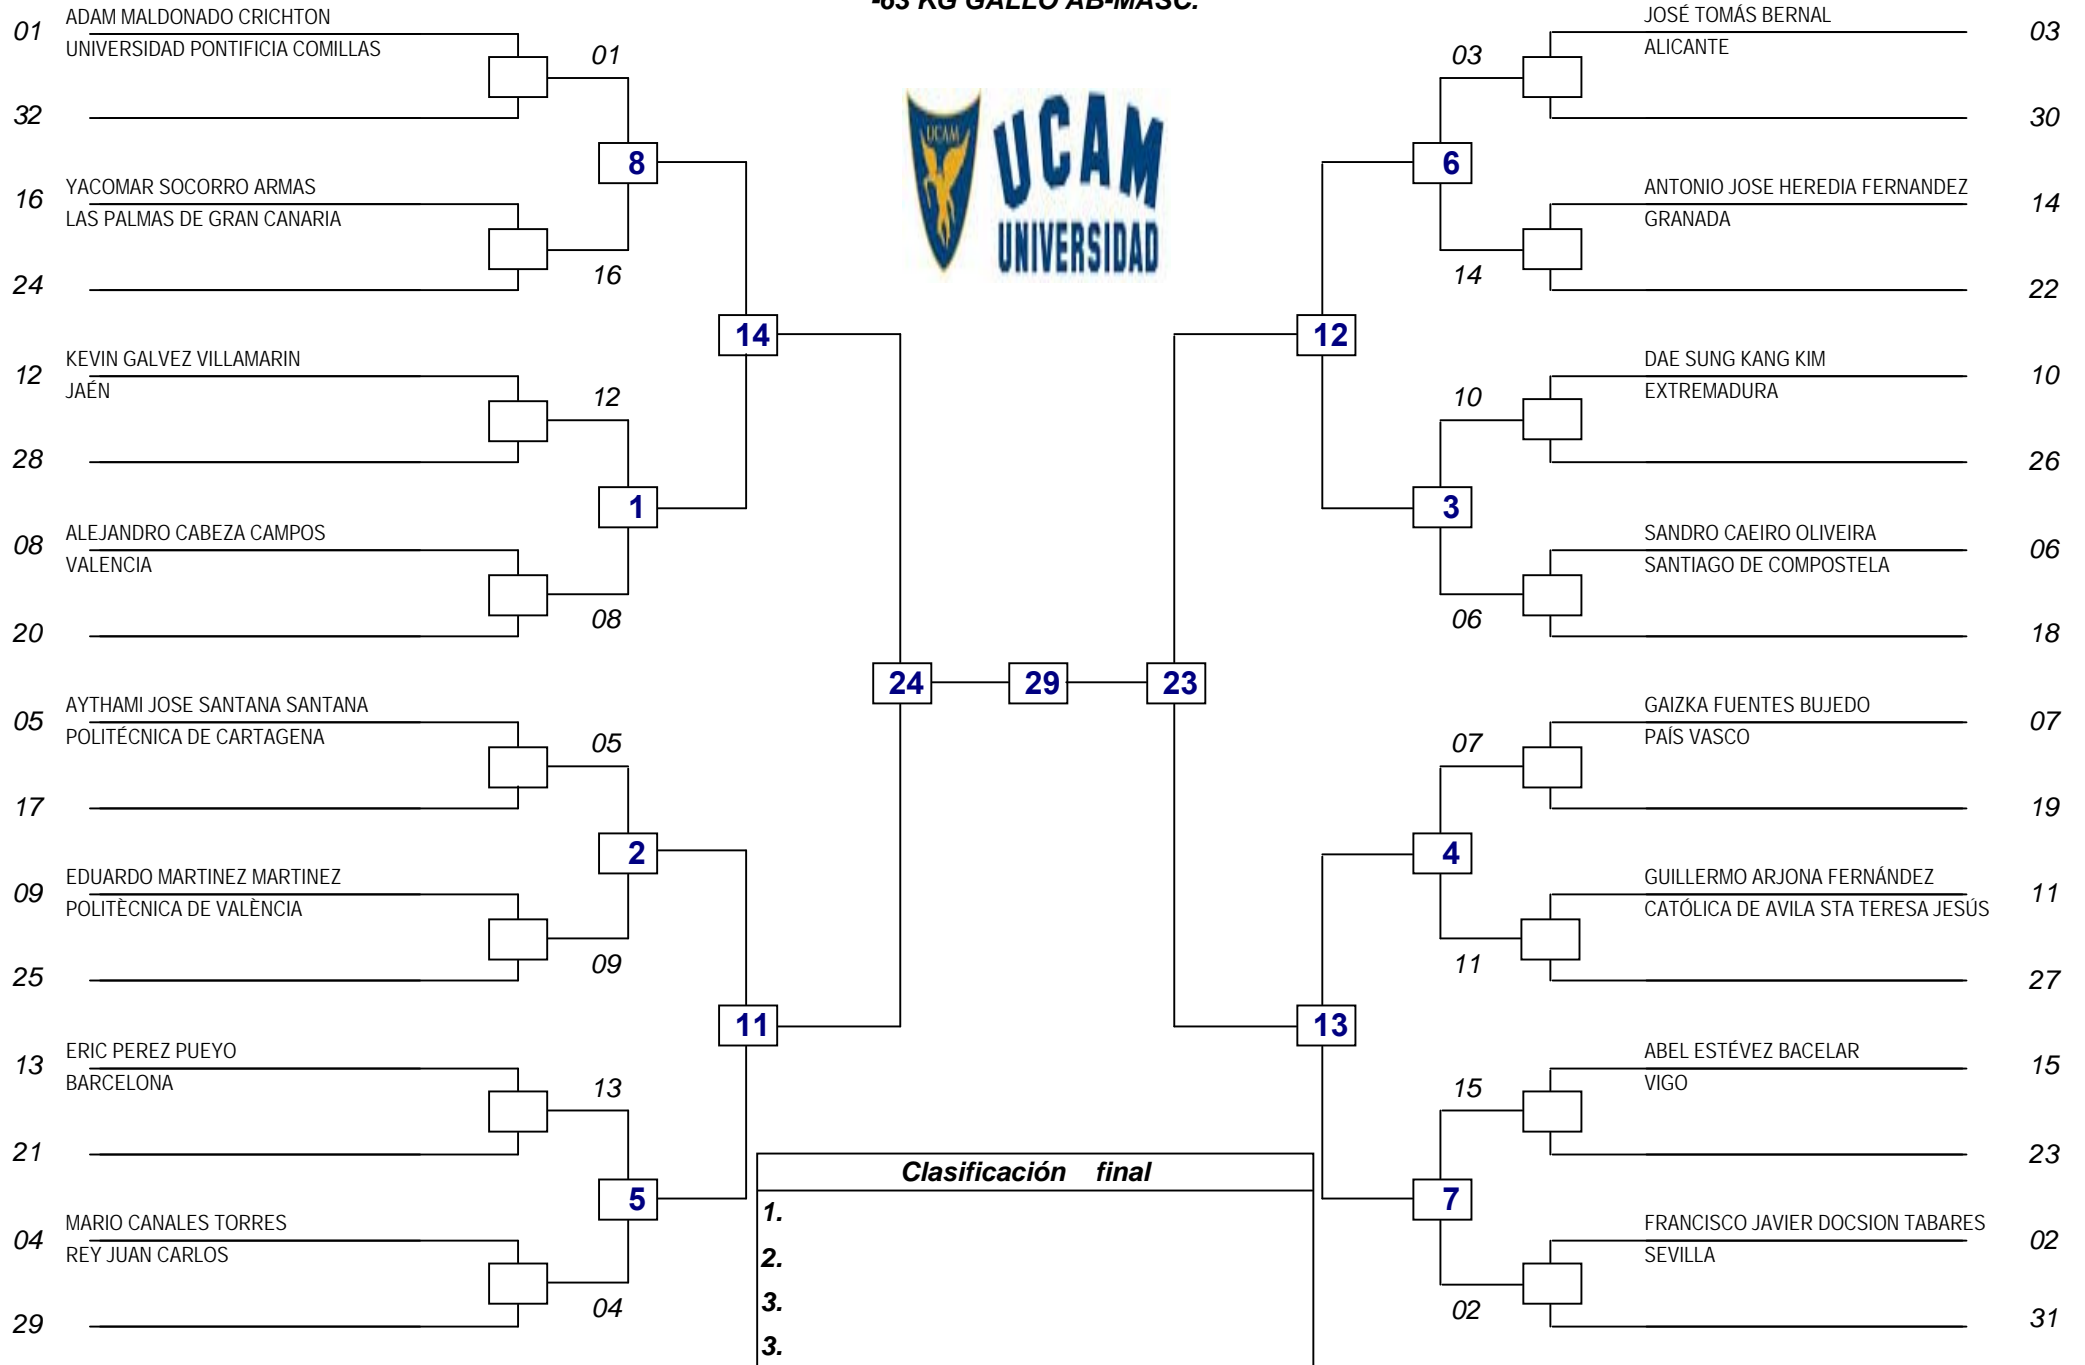 -63 KG GALLO AB-MASC.
01
ADAM MALDONADO CRICHTON
UNIVERSIDAD PONTIFICIA COMILLAS
01
32
8
16
YACOMAR SOCORRO ARMAS
LAS PALMAS DE GRAN CANARIA
16
24
14
12
KEVIN GALVEZ VILLAMARIN
JAÉN
12
28
1
08
ALEJANDRO CABEZA CAMPOS
VALENCIA
08
20
24
05
AYTHAMI JOSE SANTANA SANTANA
POLITÉCNICA DE CARTAGENA
05
17
2
09
EDUARDO MARTINEZ MARTINEZ
POLITÈCNICA DE VALÈNCIA
09
25
11
13
ERIC PEREZ PUEYO
BARCELONA
13
21
5
04
MARIO CANALES TORRES
REY JUAN CARLOS
04
29
UCAM
UCAM
UNIVERSIDAD
29
JOSÉ TOMÁS BERNAL
ALICANTE
03
03
30
6
ANTONIO JOSE HEREDIA FERNANDEZ
GRANADA
14
14
22
12
DAE SUNG KANG KIM
EXTREMADURA
10
10
26
3
SANDRO CAEIRO OLIVEIRA
SANTIAGO DE COMPOSTELA
06
06
18
23
GAIZKA FUENTES BUJEDO
PAÍS VASCO
07
07
19
4
GUILLERMO ARJONA FERNÁNDEZ
CATÓLICA DE AVILA STA TERESA JESÚS
11
11
27
13
ABEL ESTÉVEZ BACELAR
VIGO
15
15
23
7
FRANCISCO JAVIER DOCSION TABARES
SEVILLA
02
02
31
Clasificación final
1.
2.
3.
3.